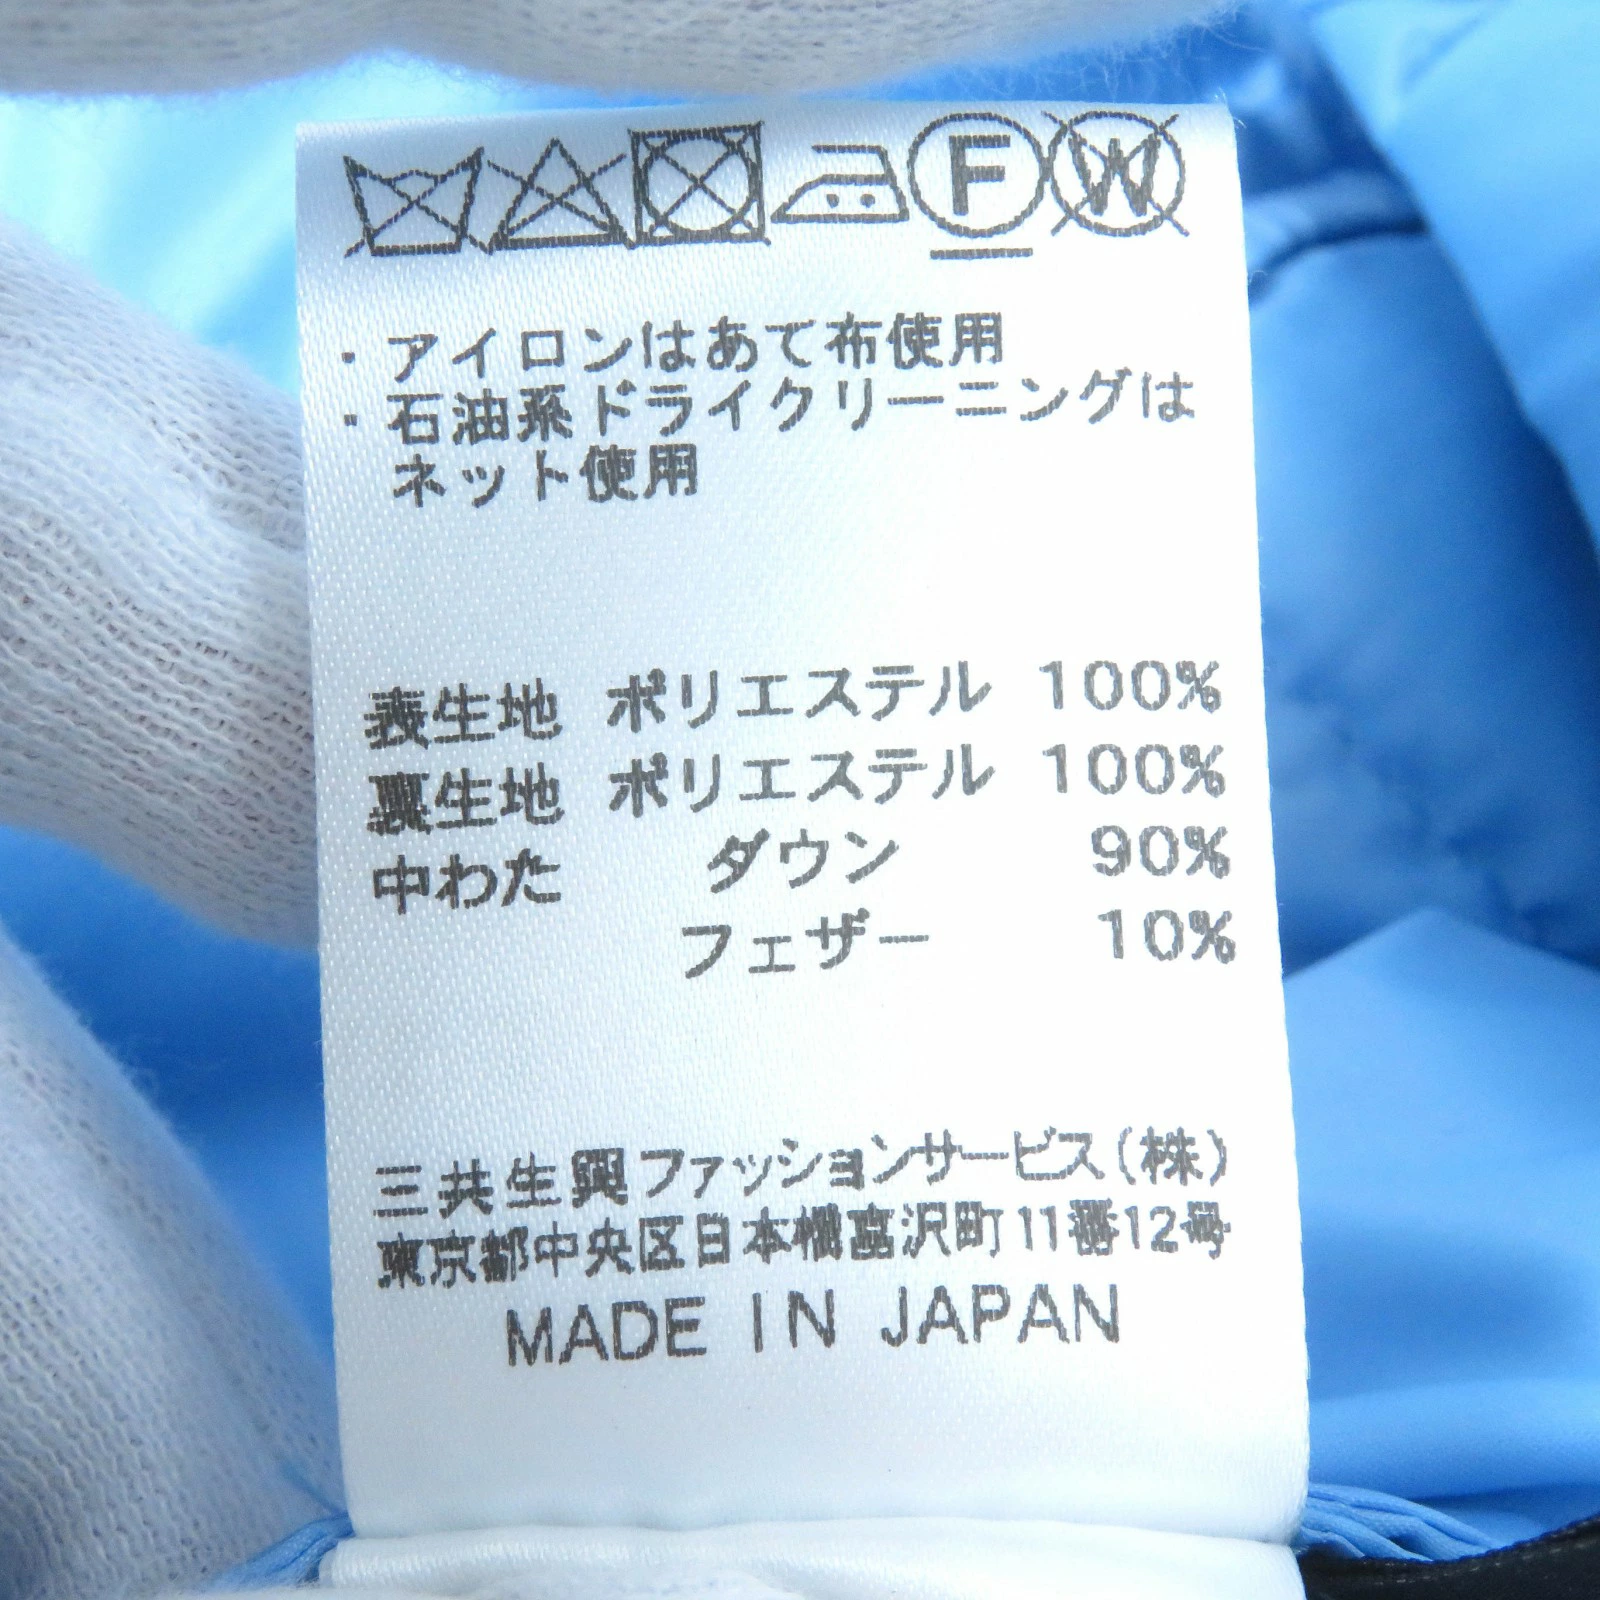 F W
・アイロンはあて布使用
・石油系ドライクリーニングは
ネット使用
表生地 ポリエステル 100%
裏生地 ポリエステル 100%
中わた ダウン 90%
フェザー 10%
三共生興ファッションサービス(株)
東京都中央区日本橋富沢町11番12号
MADE IN JAPAN